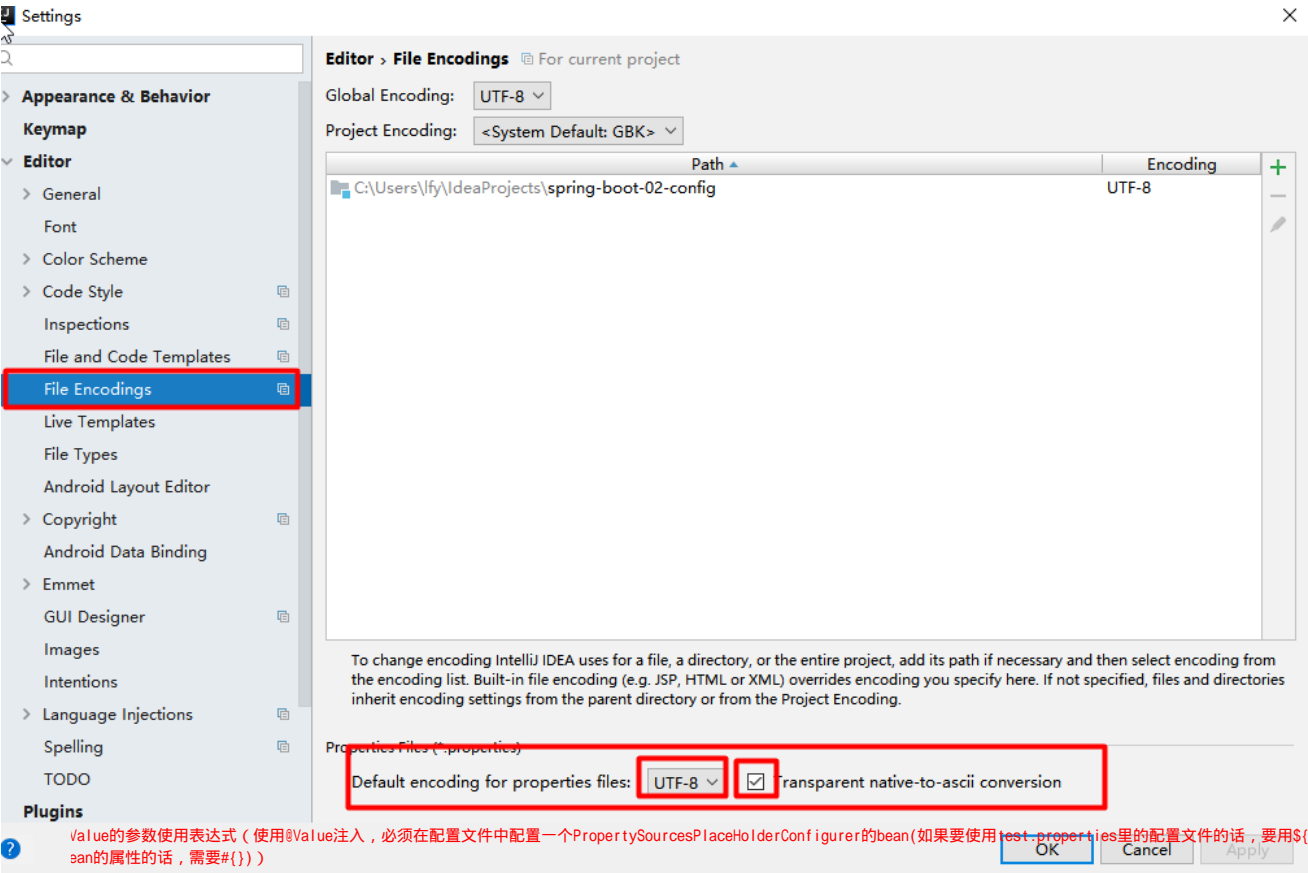 Settings
Appearance & Behavior
Keymap
Editor
General
Font
Color Scheme
Code Style
Inspections
File and Code Templates
File Encodings
Live Templates
File Types
Android Layout Editor
Copyright
Android Data Binding
Emmet
GUI Designer
Images
Intentions
Language Injections
Spelling
TODO
Plugins
Editor › File Encodings For current project
Global Encoding: UTF-8
Project Encoding: <System Default: GBK>
Path Encoding
C:\Users\lfy\IdeaProjects\spring-boot-02-config UTF-8
To change encoding IntelliJ IDEA uses for a file, a directory, or the entire project, add its path if necessary and then select encoding from
the encoding list. Built-in file encoding (e.g. JSP, HTML or XML) overrides encoding you specify here. If not specified, files and directories
inherit encoding settings from the parent directory or from the Project Encoding.
Properties Files (*.properties)
Default encoding for properties files: UTF-8 Transparent native-to-ascii conversion
Value的参数使用表达式（使用@Value注入，必须在配置文件中配置一个PropertySourcesPlaceHolderConfigurer的bean(如果要使用test.properties里的配置文件的话，要用${
ean的属性的话，需要#{})）
OK Cancel Apply